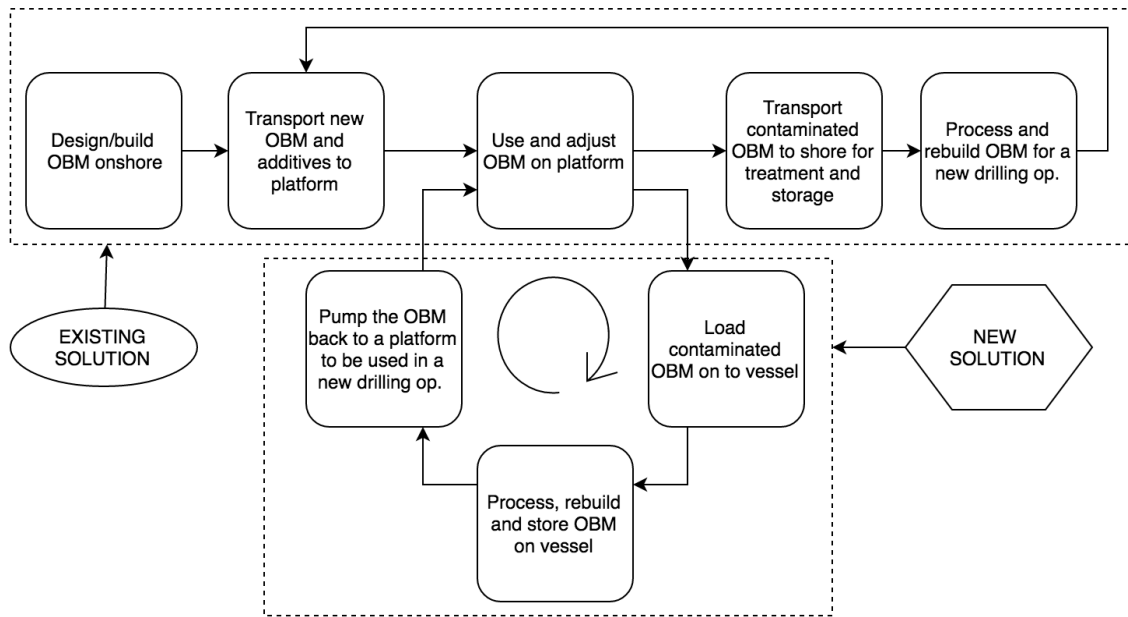 Design/build
OBM onshore
Transport new
OBM and
additives to
platform
Use and adjust
OBM on platform
Transport
contaminated
OBM to shore for
treatment and
storage
Process and
rebuild OBM for a
new drilling op.
EXISTING
SOLUTION
Pump the OBM
back to a platform
to be used in a
new drilling op.
Load
contaminated
OBM on to vessel
NEW
SOLUTION
Process, rebuild
and store OBM
on vessel